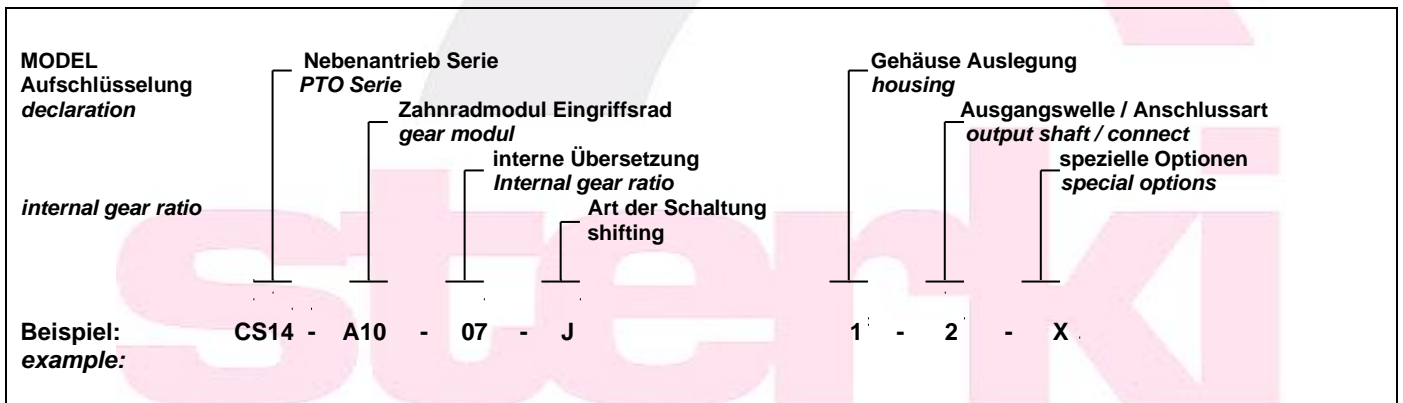 MODEL
Aufschlüsselung
declaration
Nebenantrieb Serie
PTO Serie
Zahnradmodul Eingriffsrad
gear modul
interne Übersetzung
Internal gear ratio
internal gear ratio
Art der Schaltung
shifting
Gehäuse Auslegung
housing
Ausgangswelle / Anschlussart
output shaft / connect
spezielle Optionen
special options
Beispiel: CS14 - A10 - 07 - J 1 - 2 - X
example:
sterki